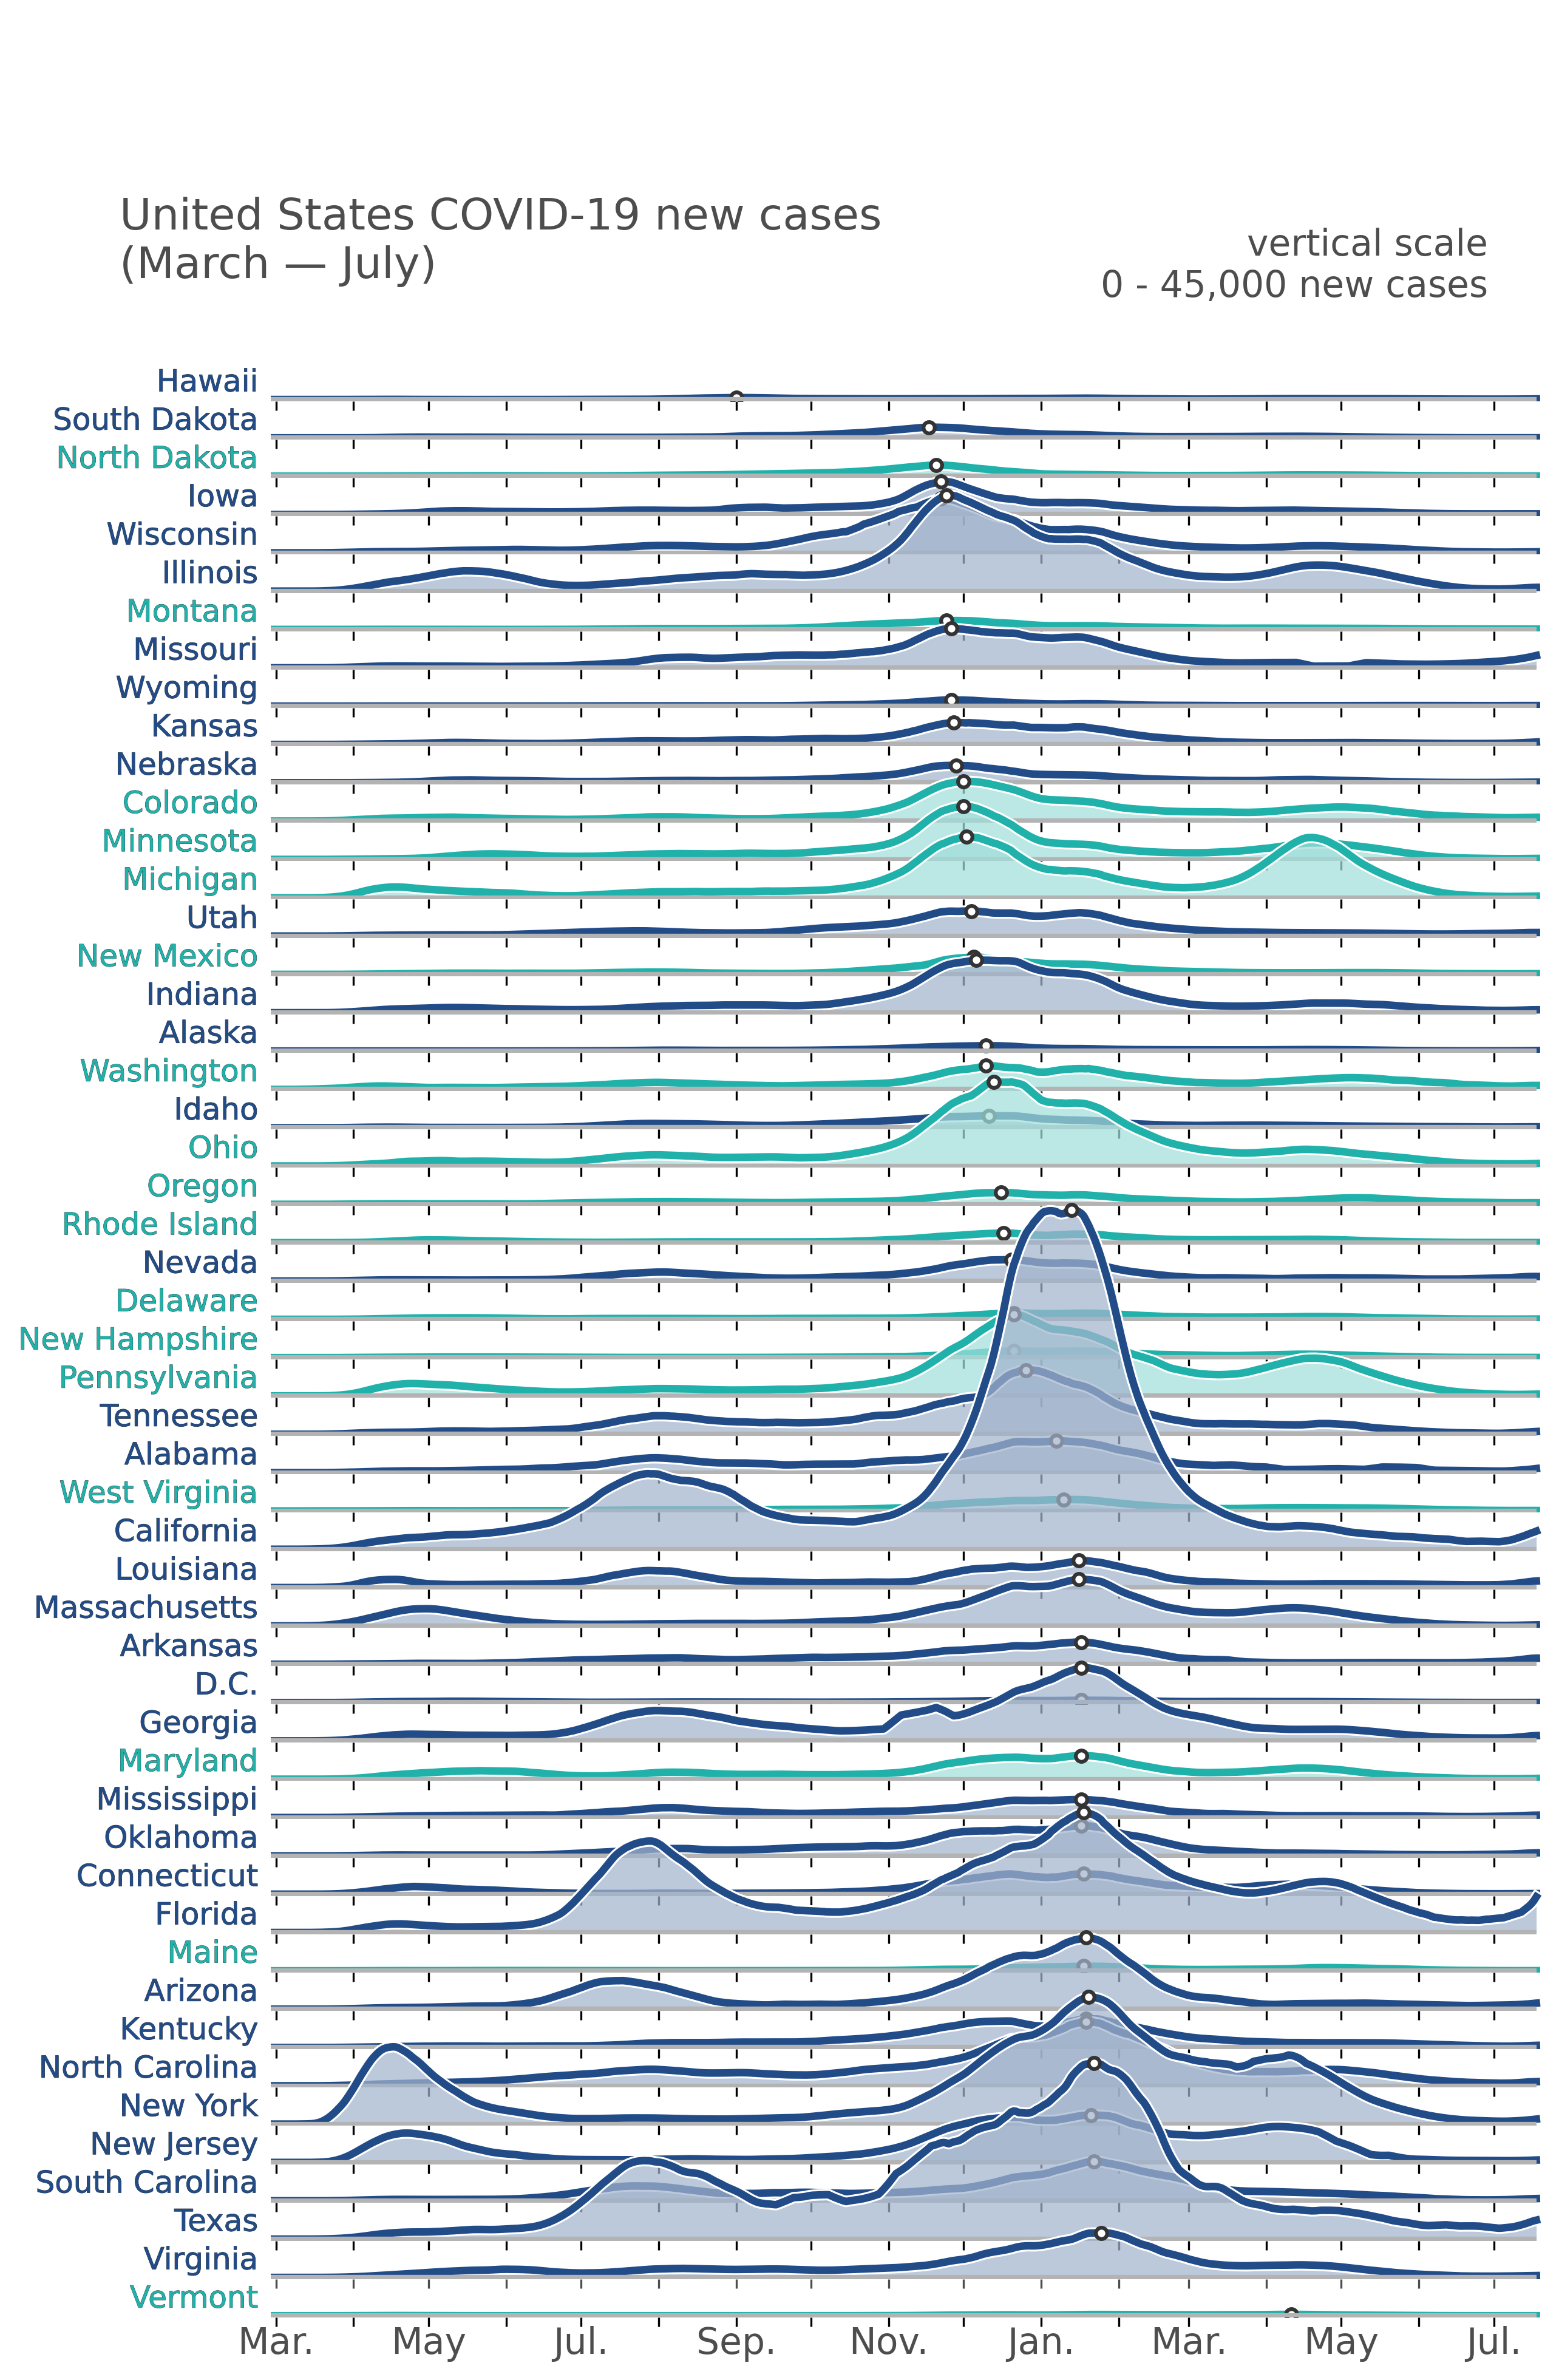 United States COVID-19 new cases
(March — July)
vertical scale
0 - 45,000 new cases
Hawaii
South Dakota
North Dakota
Iowa
Wisconsin
Illinois
Montana
Missouri
Wyoming
Kansas
Nebraska
Colorado
Minnesota
Michigan
Utah
New Mexico
Indiana
Alaska
Washington
Idaho
Ohio
Oregon
Rhode Island
Nevada
Delaware
New Hampshire
Pennsylvania
Tennessee
Alabama
West Virginia
California
Louisiana
Massachusetts
Arkansas
D.C.
Georgia
Maryland
Mississippi
Oklahoma
Connecticut
Florida
Maine
Arizona
Kentucky
North Carolina
New York
New Jersey
South Carolina
Texas
Virginia
Vermont
Mar. May Jul. Sep. Nov. Jan. Mar. May Jul.